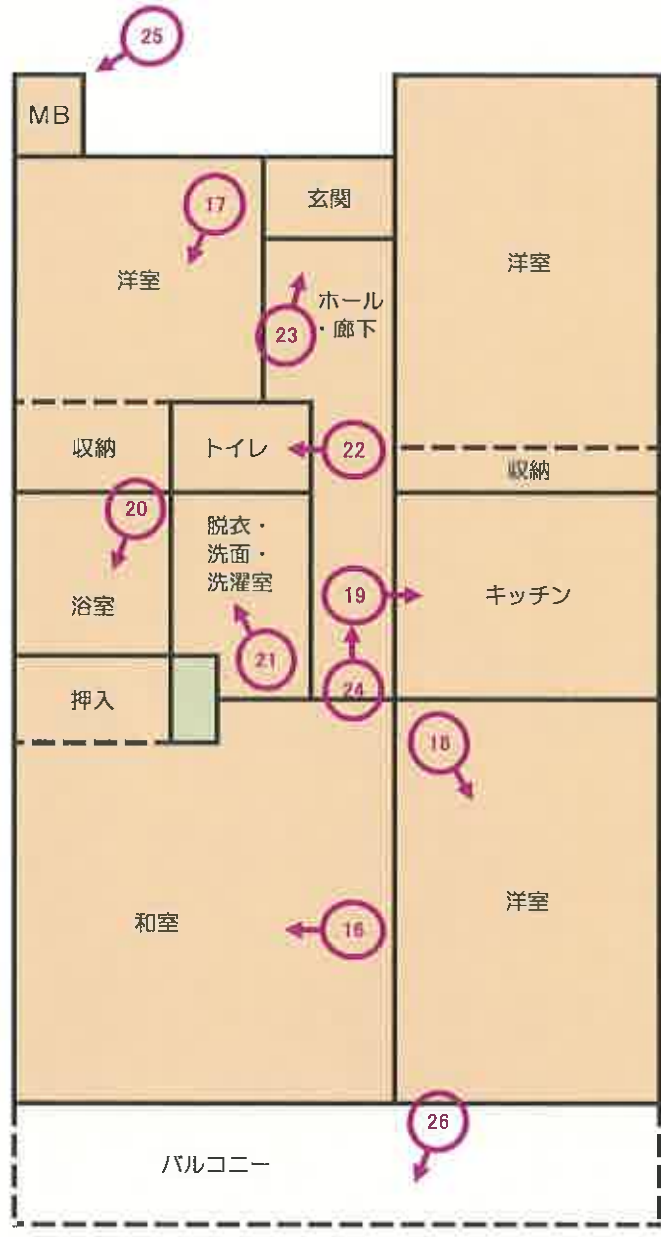 25
MB
17
玄関
洋室
洋室
23
ホール
・廊下
収納
トイレ
22
収納
20
脱衣・
洗面・
洗濯室
浴室
19
キッチン
21
24
押入
18
和室
16
洋室
26
バルコニー